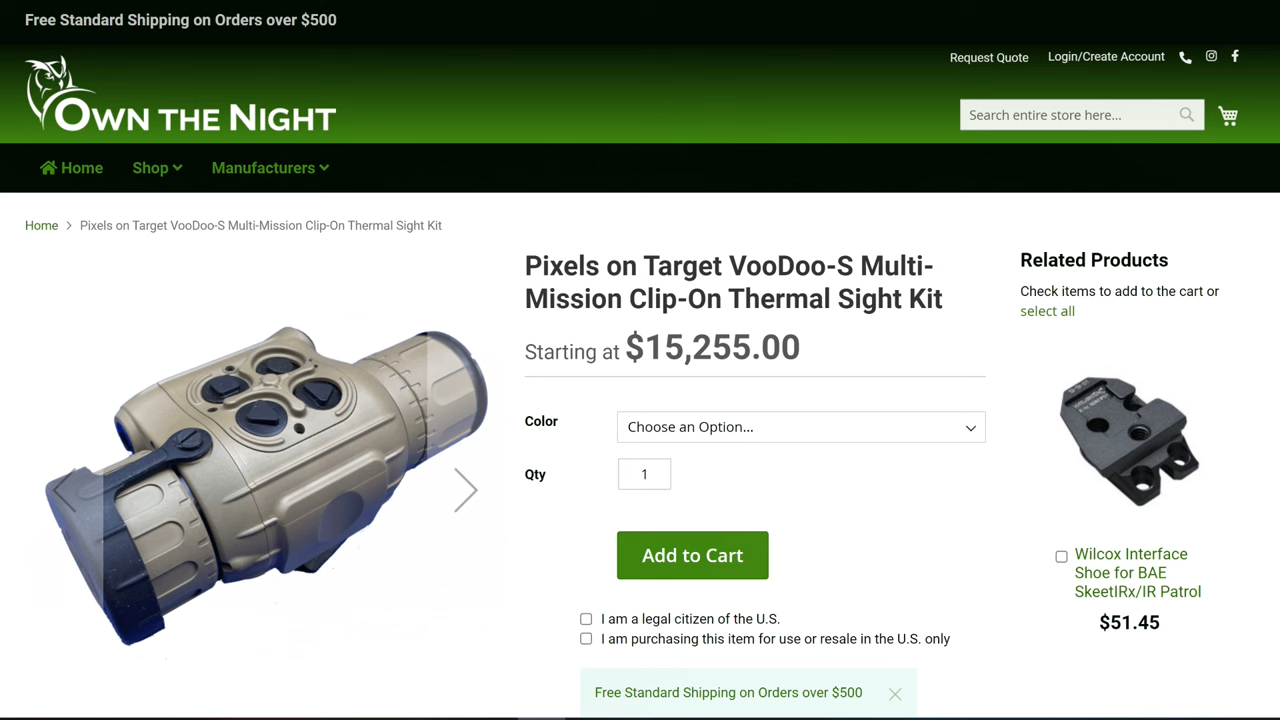 Free Standard Shipping on Orders over $500
Request Quote
Login/Create Account
OWN THE NIGHT
Search entire store here...
Home
Shop
Manufacturers
Home
Pixels on Target VooDoo-S Multi-Mission Clip-On Thermal Sight Kit
Pixels on Target VooDoo-S Multi-
Mission Clip-On Thermal Sight Kit
Starting at $15,255.00
Color
Choose an Option...
Qty
1
Add to Cart
I am a legal citizen of the U.S.
I am purchasing this item for use or resale in the U.S. only
Free Standard Shipping on Orders over $500
Related Products
Check items to add to the cart or
select all
Wilcox Interface
Shoe for BAE
SkeetIRx/IR Patrol
$51.45